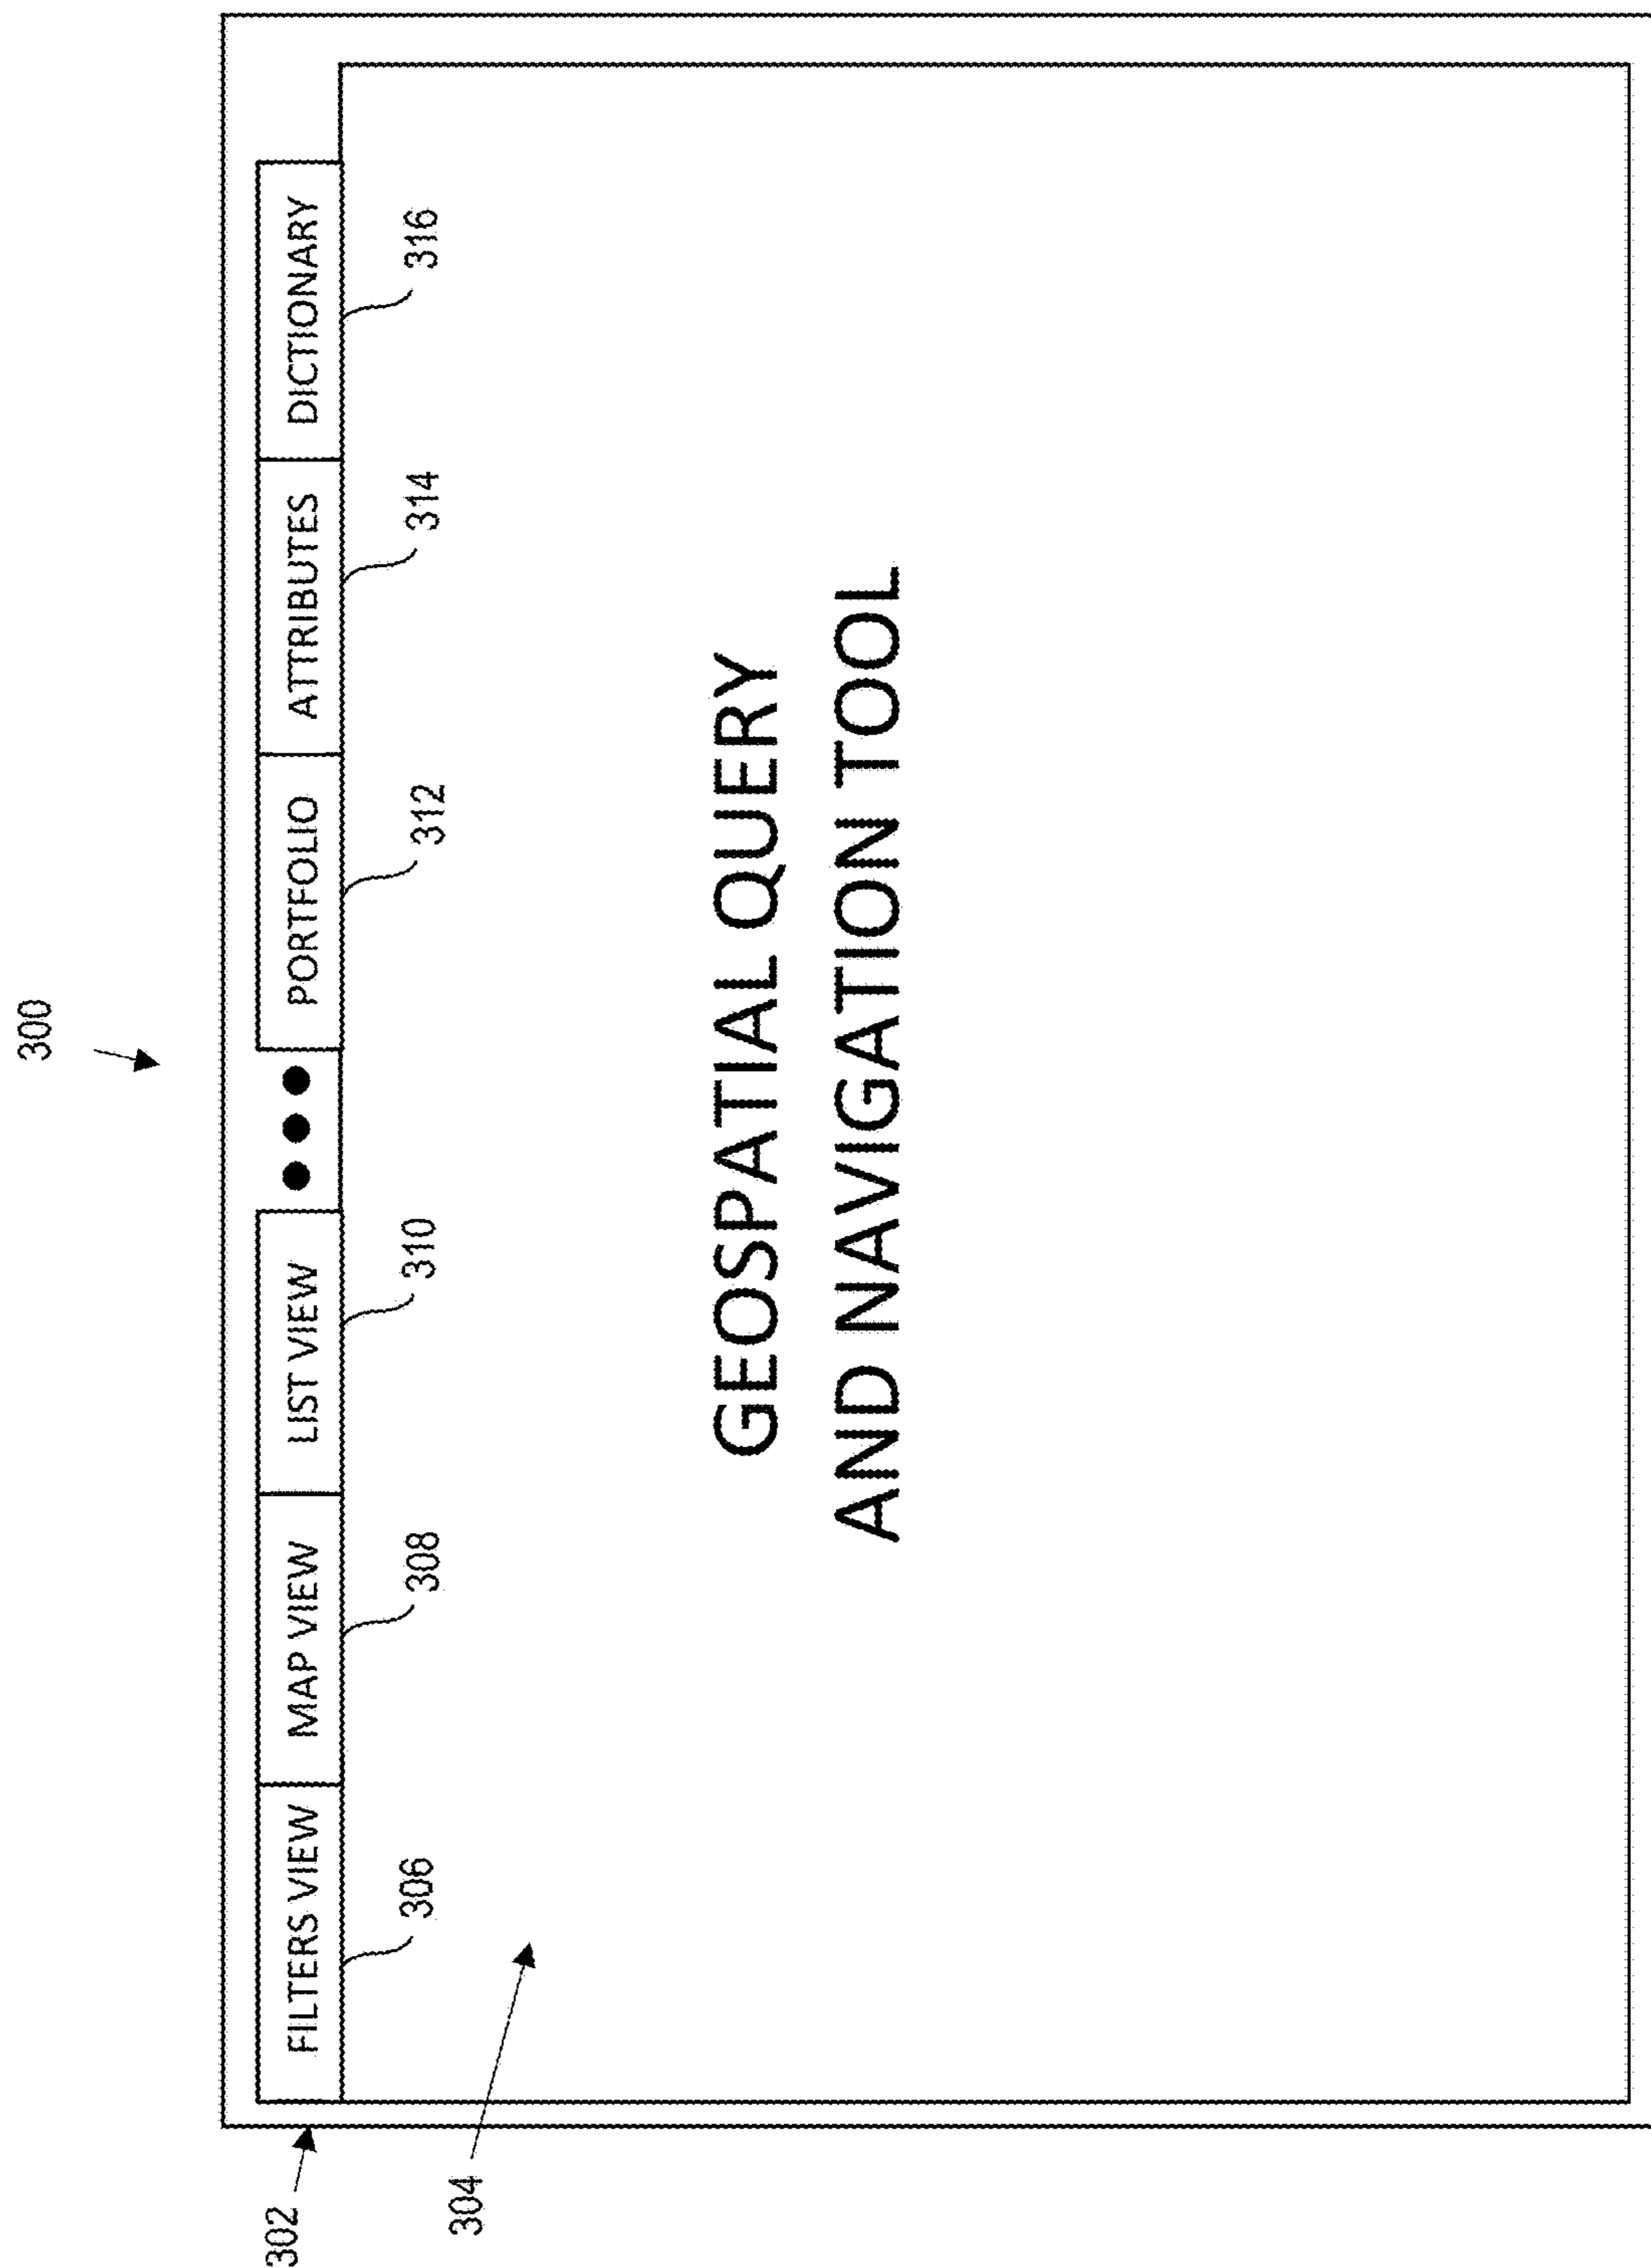 300
302
FILTERS VIEW
MAP VIEW
LIST VIEW
PORTFOLIO
ATTRIBUTES
DICTIONARY
306
308
310
312
314
316
304
GEOSPATIAL QUERY
AND NAVIGATION TOOL